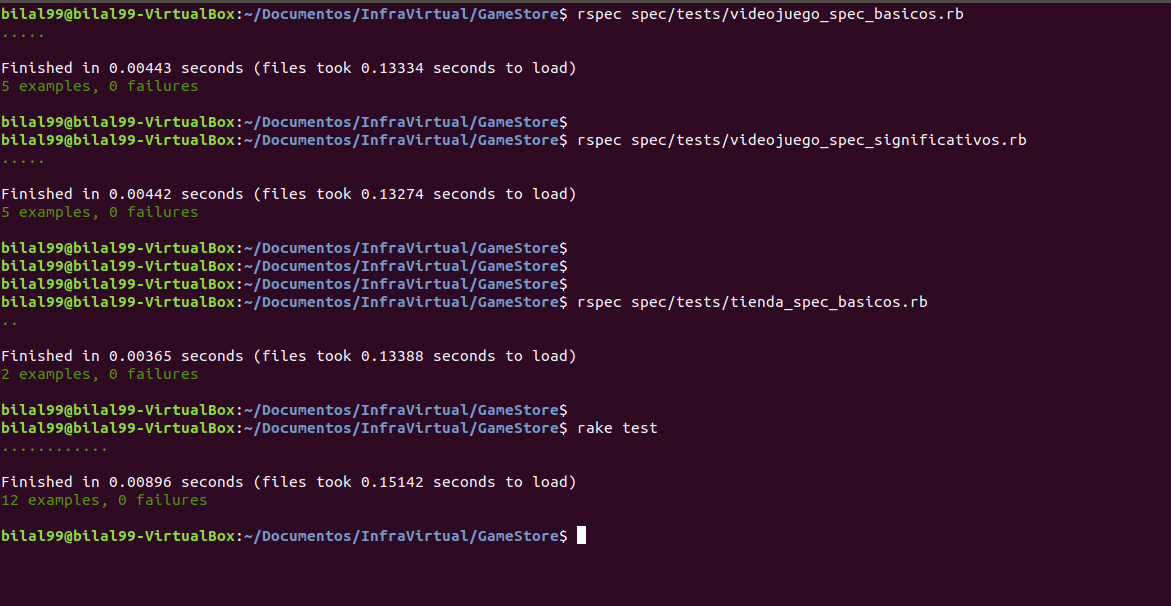 bilal99@bilal99-VirtualBox:~/Documentos/InfraVirtual/GameStore$ rspec spec/tests/videojuego_spec_basicos.rb
.....
Finished in 0.00443 seconds (files took 0.13334 seconds to load)
5 examples, 0 failures
bilal99@bilal99-VirtualBox:~/Documentos/InfraVirtual/GameStore$
bilal99@bilal99-VirtualBox:~/Documentos/InfraVirtual/GameStore$ rspec spec/tests/videojuego_spec_significativos.rb
.....
Finished in 0.00442 seconds (files took 0.13274 seconds to load)
5 examples, 0 failures
bilal99@bilal99-VirtualBox:~/Documentos/InfraVirtual/GameStore$
bilal99@bilal99-VirtualBox:~/Documentos/InfraVirtual/GameStore$
bilal99@bilal99-VirtualBox:~/Documentos/InfraVirtual/GameStore$
bilal99@bilal99-VirtualBox:~/Documentos/InfraVirtual/GameStore$ rspec spec/tests/tienda_spec_basicos.rb
..
Finished in 0.00365 seconds (files took 0.13388 seconds to load)
2 examples, 0 failures
bilal99@bilal99-VirtualBox:~/Documentos/InfraVirtual/GameStore$
bilal99@bilal99-VirtualBox:~/Documentos/InfraVirtual/GameStore$ rake test
............
Finished in 0.00896 seconds (files took 0.15142 seconds to load)
12 examples, 0 failures
bilal99@bilal99-VirtualBox:~/Documentos/InfraVirtual/GameStore$